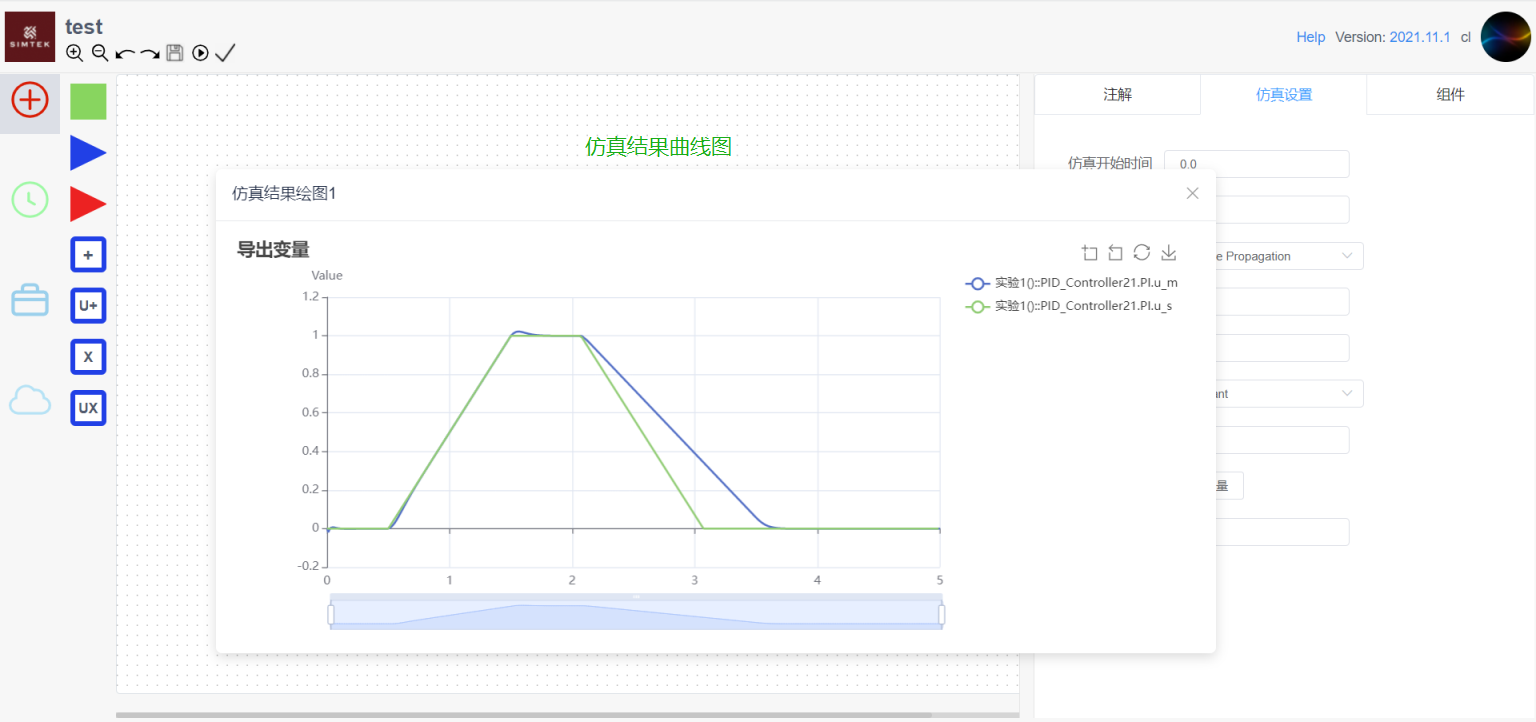 SIMTEK
test
Help Version: 2021.11.1 cl
+
U+
X
UX
仿真结果曲线图
注解 仿真设置 组件
仿真开始时间 0.0
e Propagation
量
仿真结果绘图1
导出变量
Value
实验1()::PID_Controller21.PI.u_m
实验1()::PID_Controller21.PI.u_s
1.2
1
0.8
0.6
0.4
0.2
0
-0.2
0 1 2 3 4 5